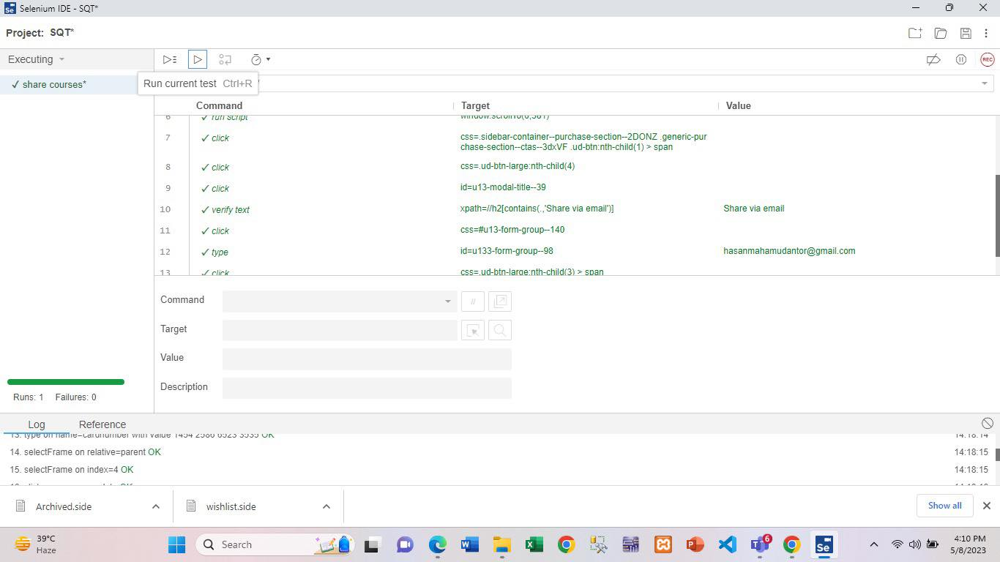 Selenium IDE - SQT*
Project: SQT*
Executing
REC
✓ share courses*
Run current test Ctrl+R
Command Target Value
6 ✓ run script window.scrollTo(0,381)
7 ✓ click css=.sidebar-container--purchase-section--2DONZ .generic-pur
chase-section--ctas--3dxVF .ud-btn:nth-child(1) > span
8 ✓ click css=.ud-btn-large:nth-child(4)
9 ✓ click id=u13-modal-title--39
10 ✓ verify text xpath=//h2[contains(.,'Share via email')] Share via email
11 ✓ click css=#u13-form-group--140
12 ✓ type id=u133-form-group--98 hasanmahamudantor@gmail.com
13 ✓ click css=.ud-btn-large:nth-child(3) > span
Command //
Target
Value
Description
Runs: 1 Failures: 0
Log Reference
13. type on name=cardnumber with value 1454 2586 6523 3535 OK 14:18:14
14. selectFrame on relative=parent OK 14:18:15
15. selectFrame on index=4 OK 14:18:15
Archived.side wishlist.side Show all
39°C
Haze
Search
6
Se
4:10 PM
5/8/2023